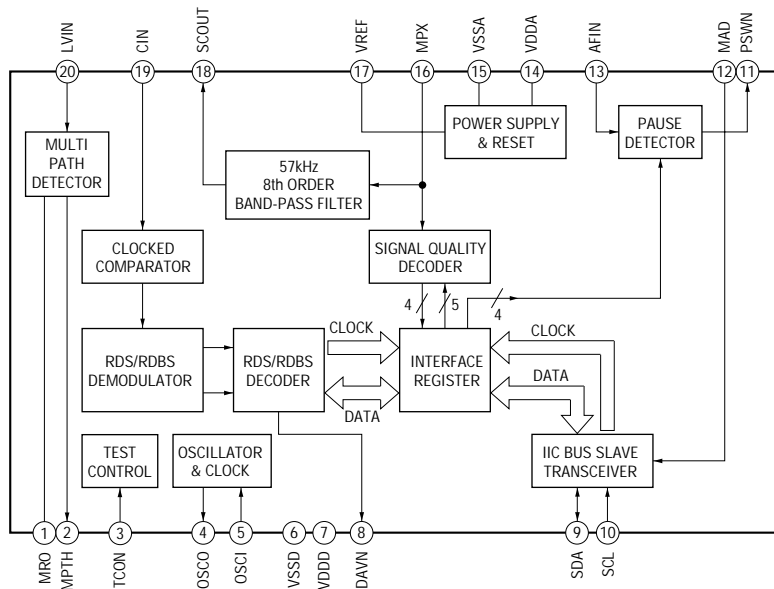 LVIN
CIN
SCOUT
VREF
MPX
VSSA
VDDA
AFIN
MAD
PSWN
20
19
18
17
16
15
14
13
12
11
MULTI
PATH
DETECTOR
57kHz
8th ORDER
BAND-PASS FILTER
POWER SUPPLY
& RESET
PAUSE
DETECTOR
CLOCKED
COMPARATOR
SIGNAL QUALITY
DECODER
4
5
4
RDS/RDBS
DEMODULATOR
RDS/RDBS
DECODER
CLOCK
DATA
INTERFACE
REGISTER
CLOCK
DATA
TEST
CONTROL
OSCILLATOR
& CLOCK
IIC BUS SLAVE
TRANSCEIVER
1
2
3
4
5
6
7
8
9
10
MRO
MPTH
TCON
OSCO
OSCI
VSSD
VDDD
DAVN
SDA
SCL